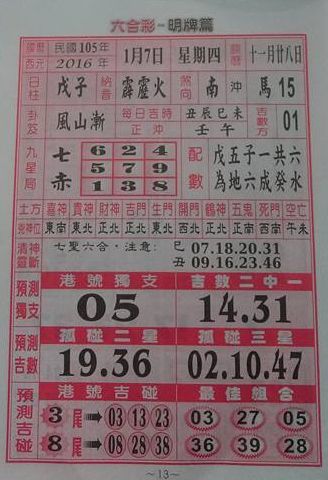 六合彩-明牌篇
國曆 民國105年 1月7日 星期四 農曆 十一月廿八日
西元 2016年
日柱 戊子 納音 霹靂火 煞向 南 沖 馬15
卦爻 風山漸 每日吉時 丑辰巳未 吉數方 01
正沖 壬午
九星局 七赤 6 2 4 配數 戊五子一共六
5 7 9 為地六成癸水
1 3 8
士方 喜神 貴神 財神 吉門 生門 開門 鶴神 五鬼 死門 空亡
東南 東北 正北 正北 東北 西北 正北 正南 西南 午未
清神靈斷 七聖六合‧注意: 巳 07.18.20.31
丑 09.16.23.46
預測獨支 港號獨支 吉數二中一
05 14.31
預測吉數 孤碰二星 孤碰三星
19.36 02.10.47
預測吉碰 港號吉碰 最佳組合
3尾 03 13 23 03 27 05
8尾 08 28 38 36 39 28
~13~